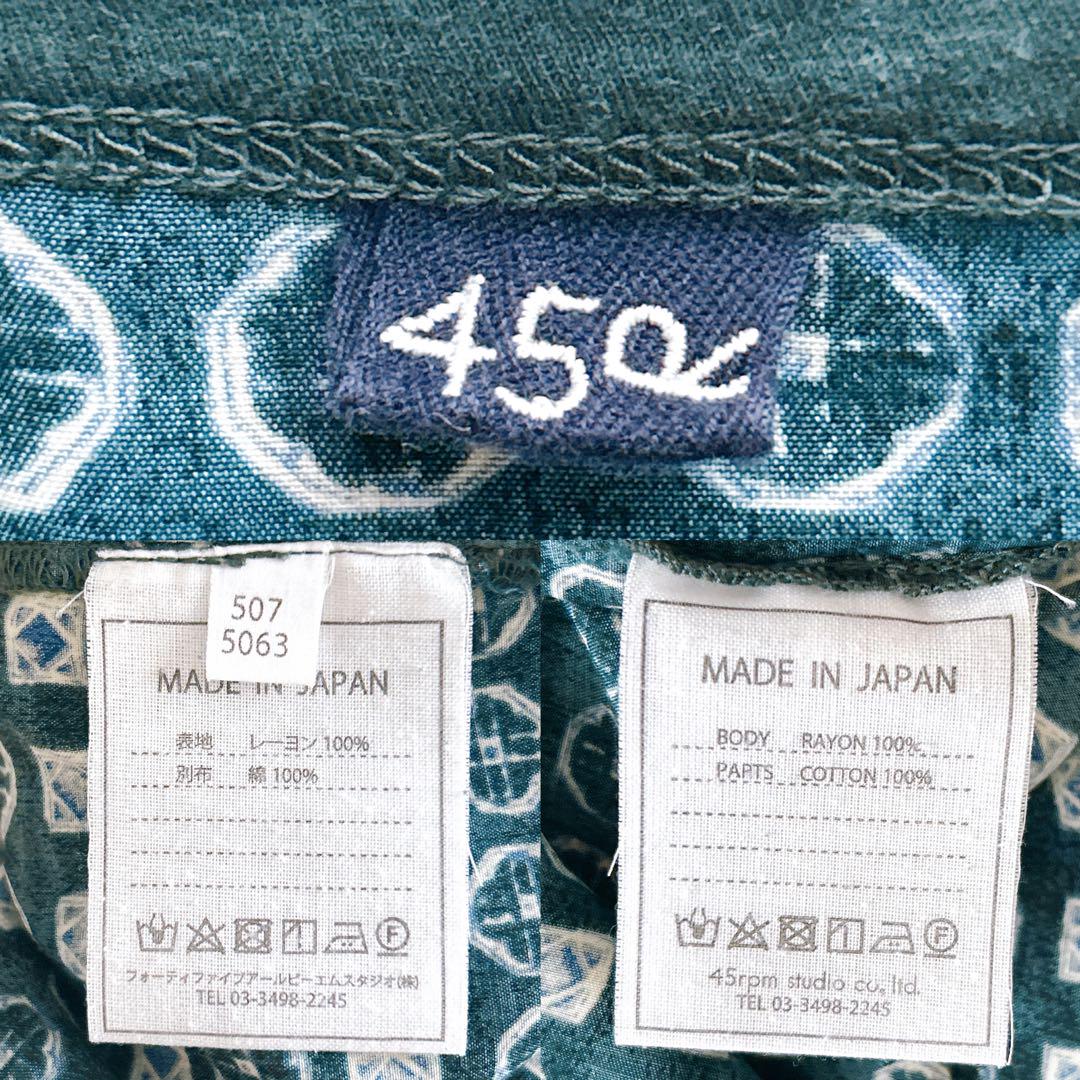 45R
507
5063
MADE IN JAPAN
表地 レーヨン 100%
別布 綿 100%
F
フォーティファイブアールピーエムスタジオ(株)
TEL 03-3498-2245
MADE IN JAPAN
BODY RAYON 100%
PARTS COTTON 100%
F
45rpm studio co., ltd.
TEL 03-3498-2245